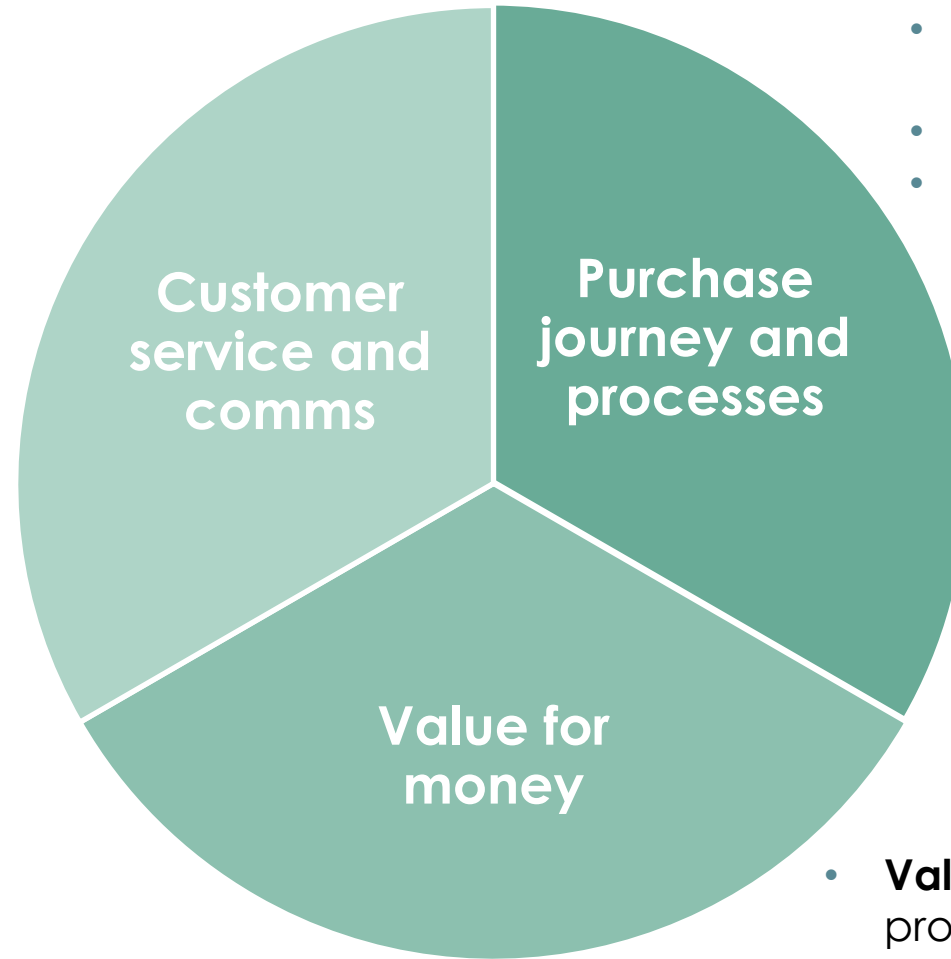 Customer
service and
comms
Purchase
journey and
processes
Value for
money
• 
• 
• 
• Val
pro